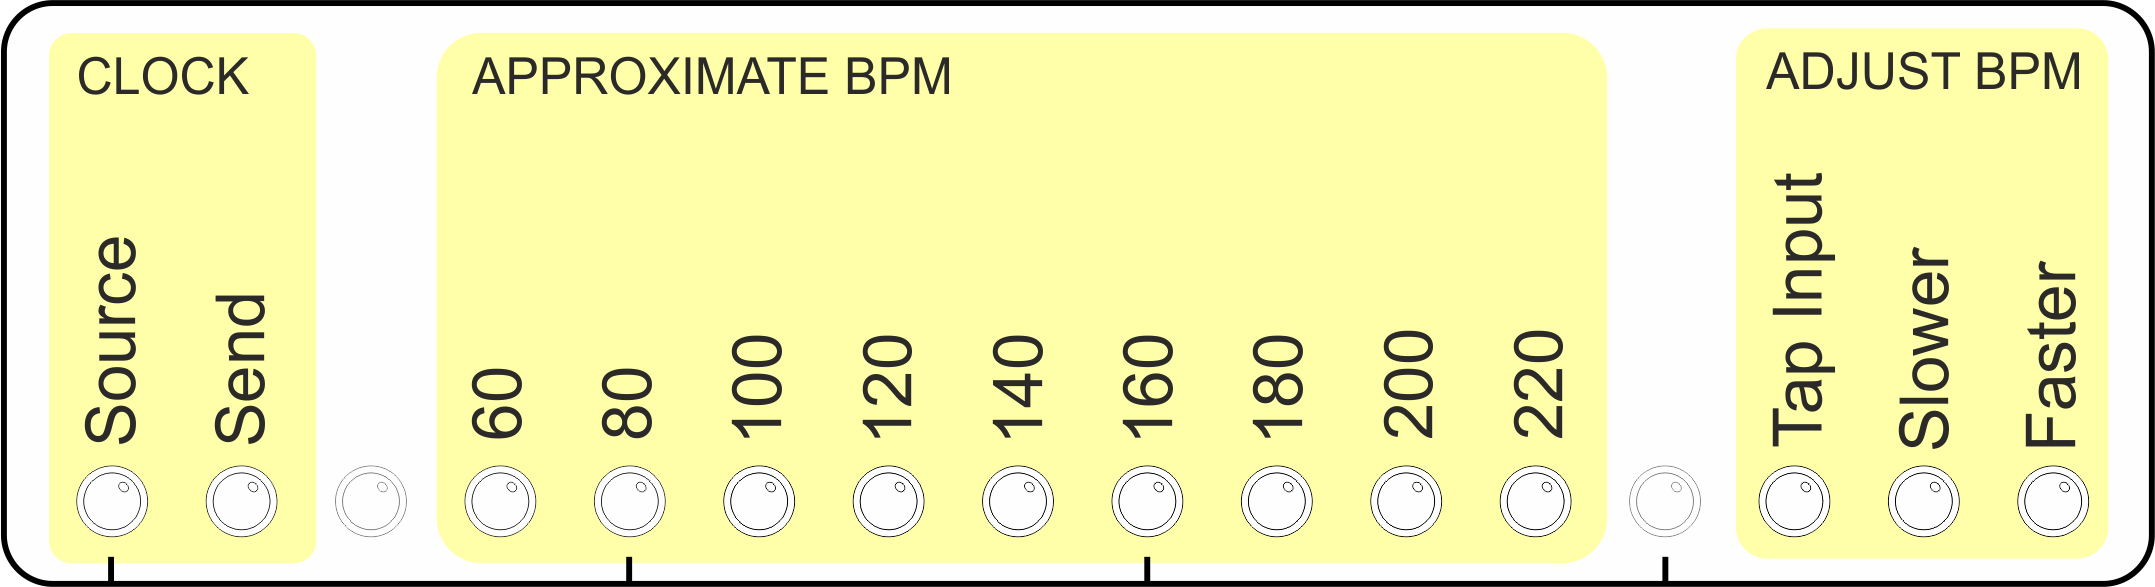 CLOCK
Source
Send
APPROXIMATE BPM
60
80
100
120
140
160
180
200
220
ADJUST BPM
Tap Input
Slower
Faster